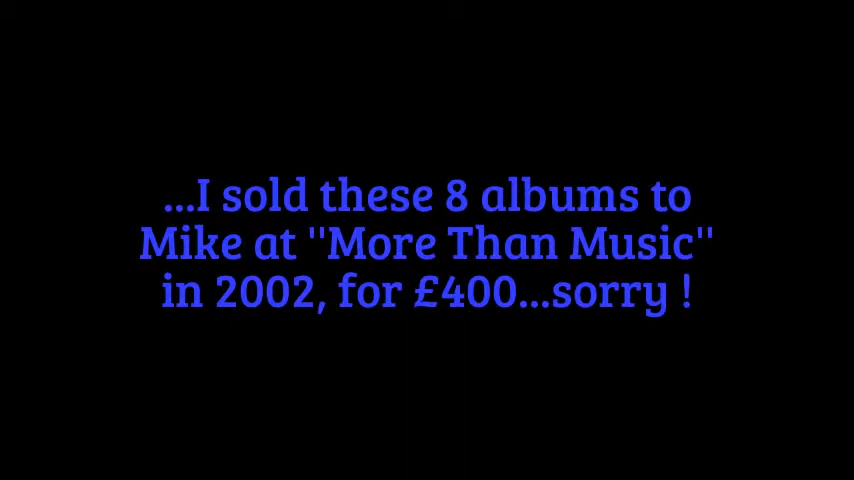 ...I sold these 8 albums to
Mike at "More Than Music"
in 2002, for £400...sorry !